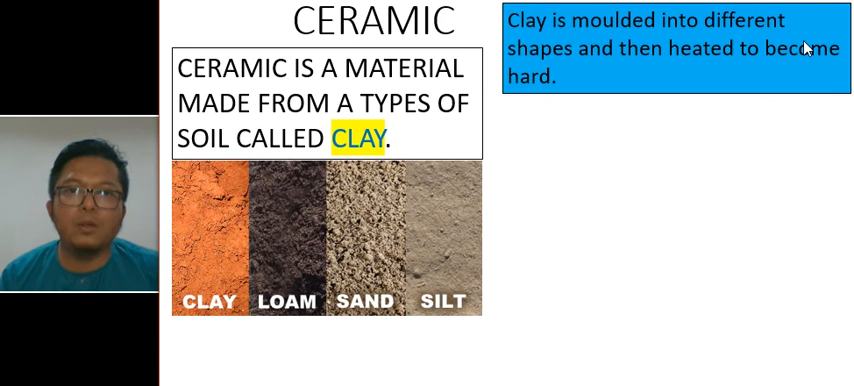 CERAMIC
CERAMIC IS A MATERIAL
MADE FROM A TYPES OF
SOIL CALLED CLAY.
CLAY LOAM SAND SILT
Clay is moulded into different
shapes and then heated to become
hard.